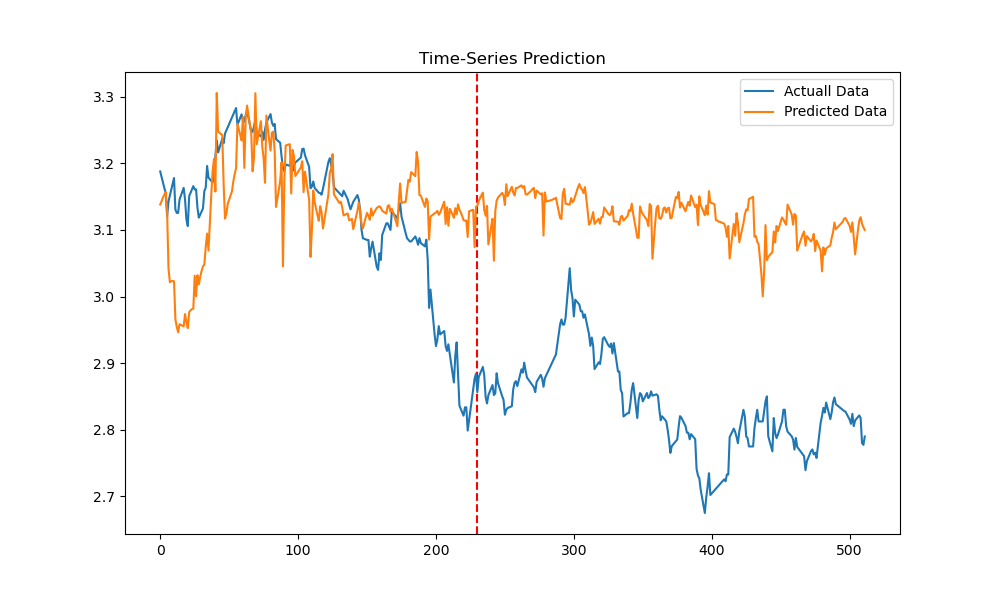 Time-Series Prediction
Actuall Data
Predicted Data
3.3
3.2
3.1
3.0
2.9
2.8
2.7
0 100 200 300 400 500